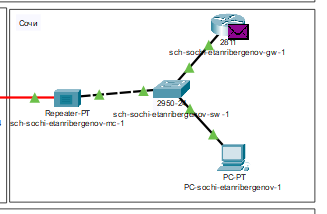 Сочи
2811
sch-sochi-etanribergenov-gw-1
2950-24
sch-sochi-etanribergenov-sw-1
Repeater-PT
sch-sochi-etanribergenov-mc-1
PC-PT
PC-sochi-etanribergenov-1